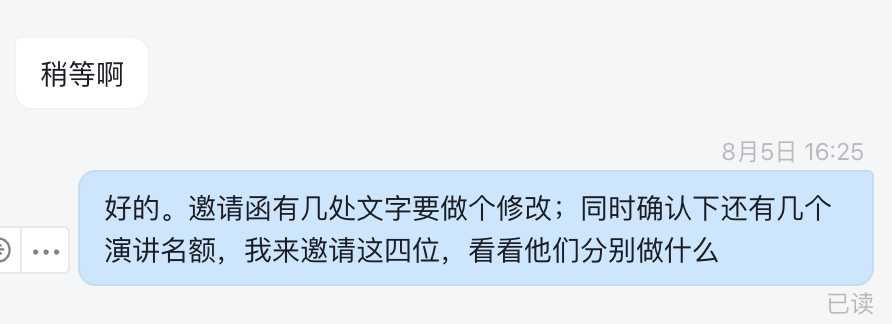 稍等啊
8月5日 16:25
好的。邀请函有几处文字要做个修改；同时确认下还有几个
演讲名额，我来邀请这四位，看看他们分别做什么
已读